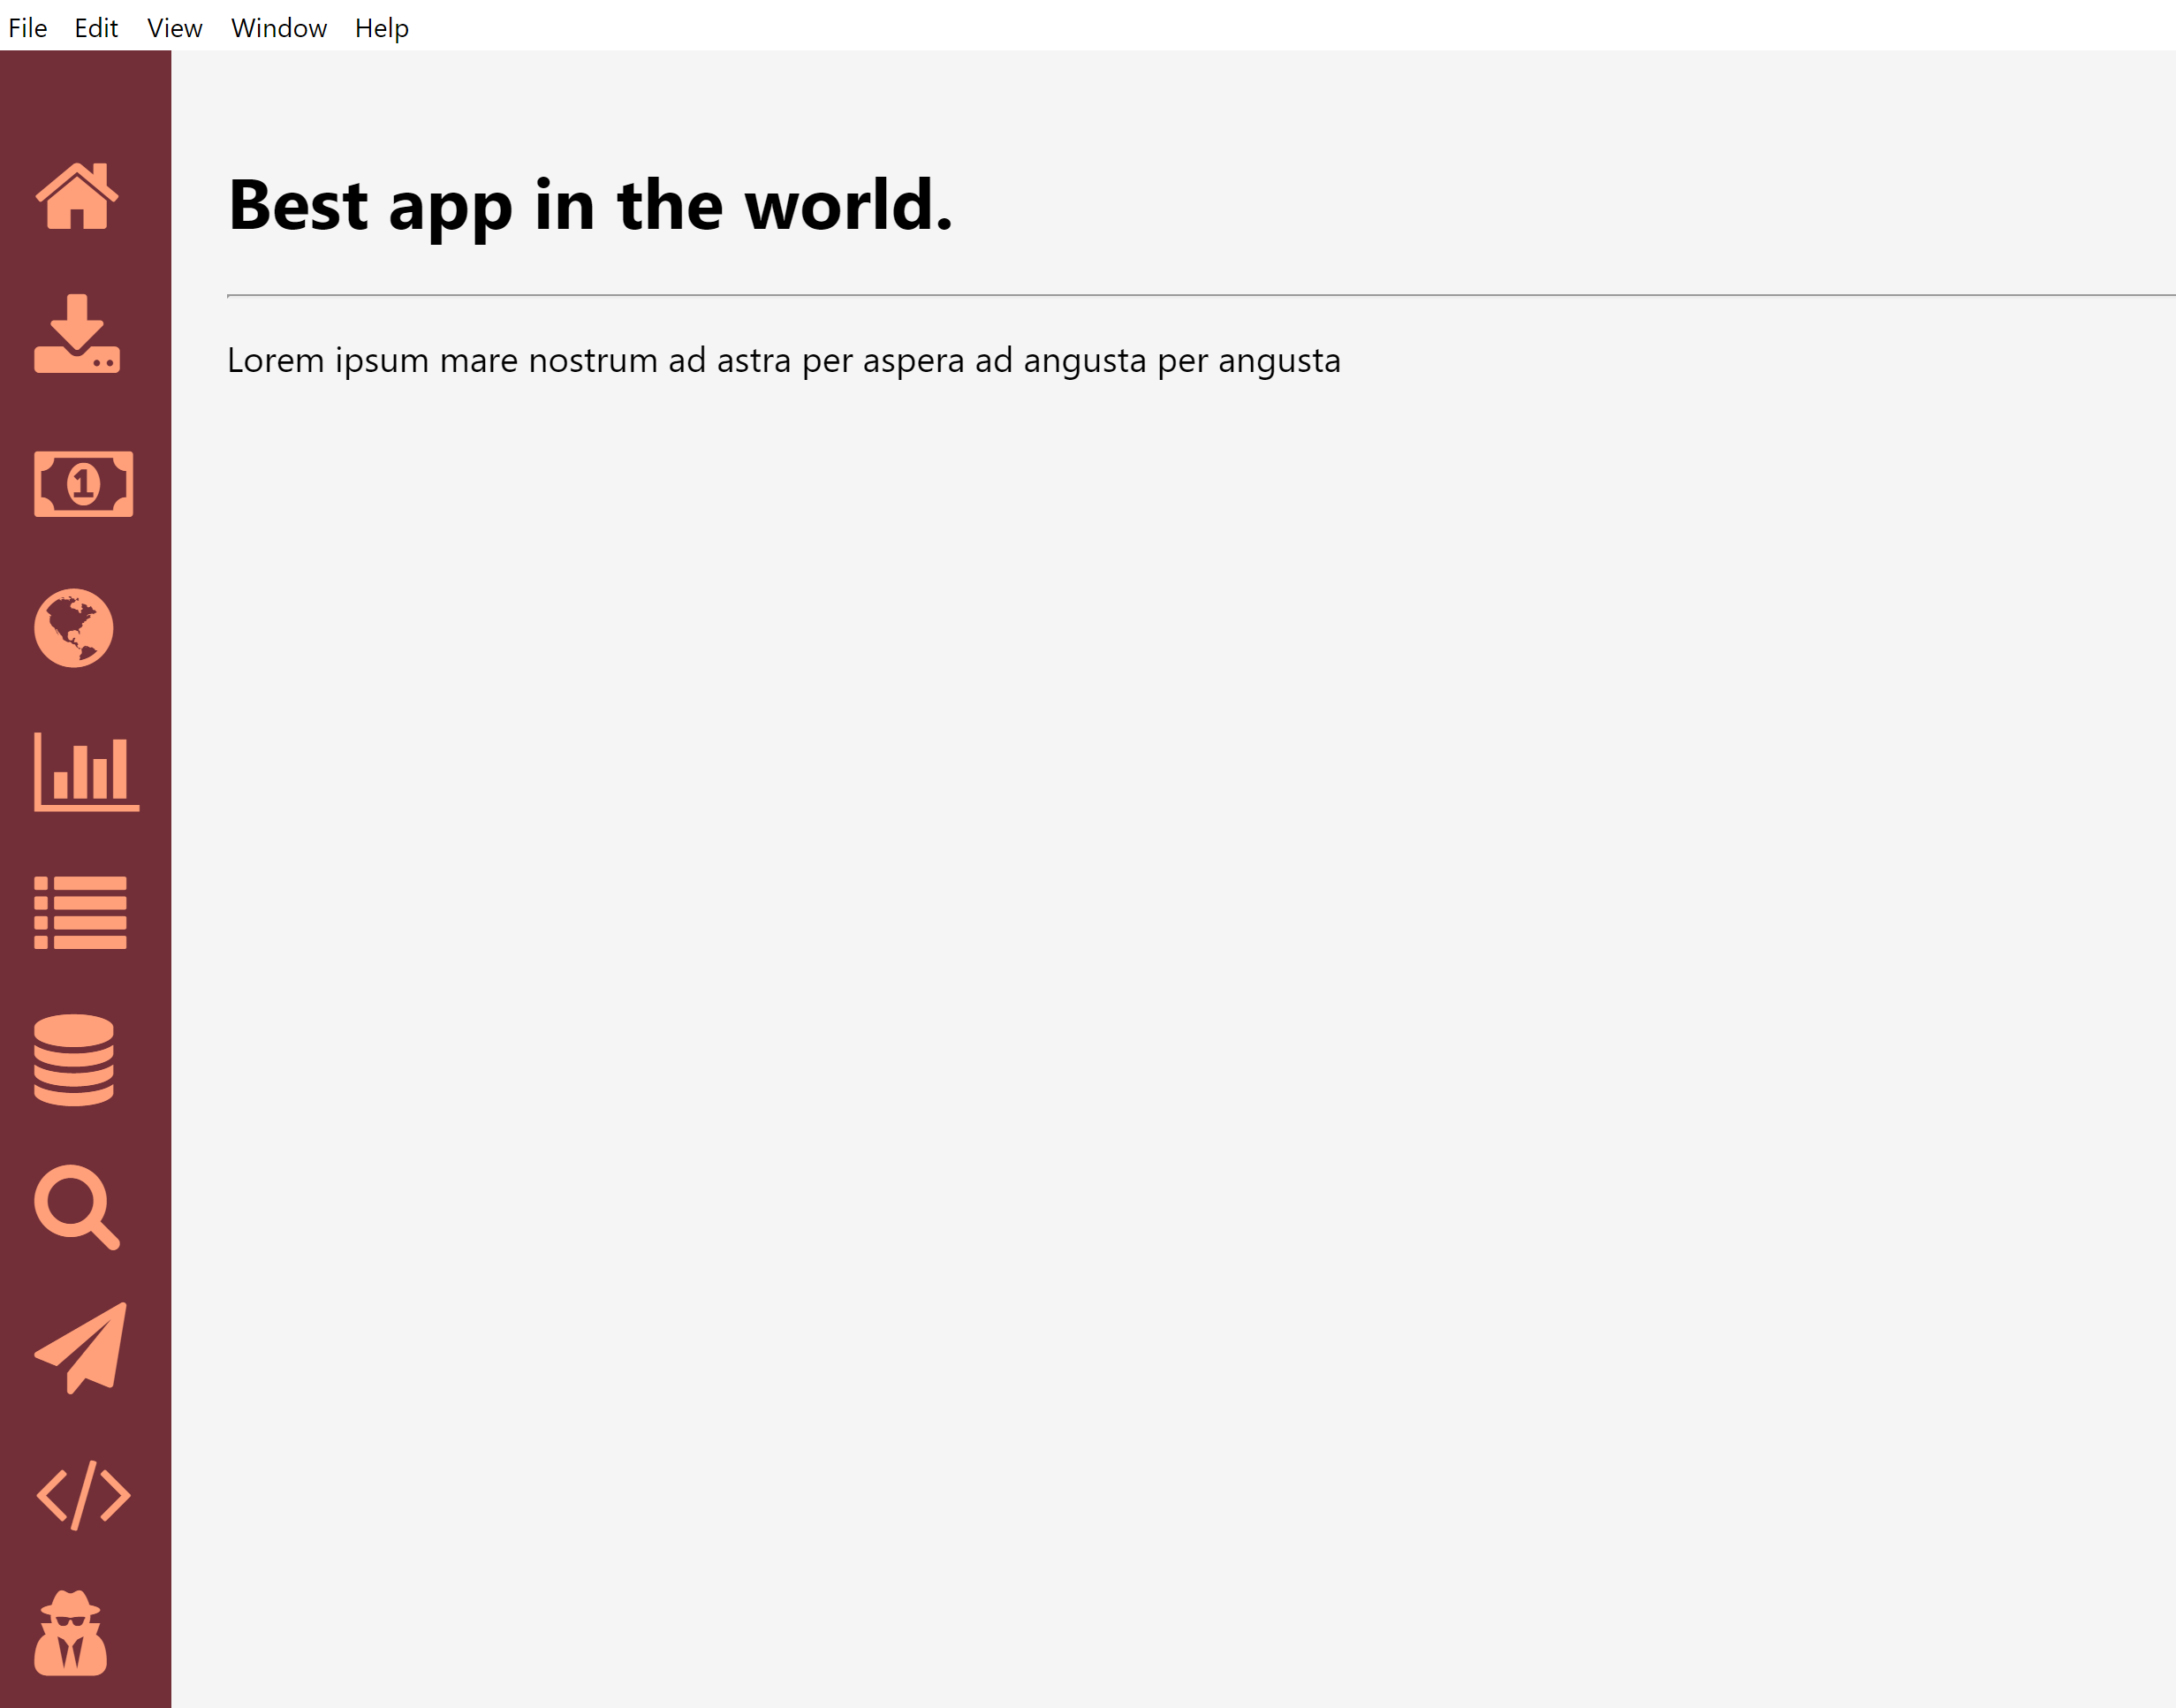 File Edit View Window Help
Best app in the world.
Lorem ipsum mare nostrum ad astra per aspera ad angusta per angusta
1